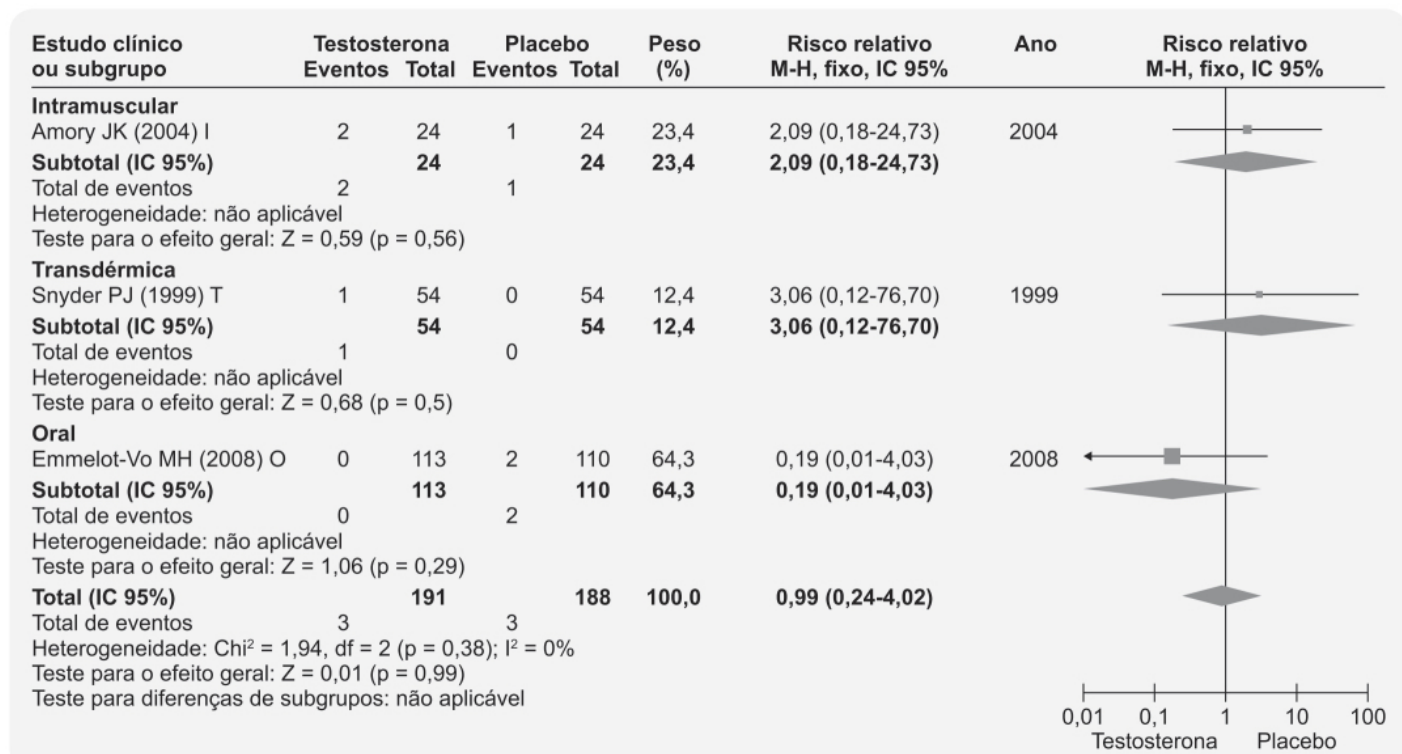 Estudo clínico Testosterona Placebo Peso Risco relativo Ano Risco relativo
ou subgrupo Eventos Total Eventos Total (%) M-H, fixo, IC 95% M-H, fixo, IC 95%
Intramuscular
Amory JK (2004) I 2 24 1 24 23,4 2,09 (0,18-24,73) 2004
Subtotal (IC 95%) 24 24 23,4 2,09 (0,18-24,73)
Total de eventos 2 1
Heterogeneidade: não aplicável
Teste para o efeito geral: Z = 0,59 (p = 0,56)
Transdérmica
Snyder PJ (1999) T 1 54 0 54 12,4 3,06 (0,12-76,70) 1999
Subtotal (IC 95%) 54 54 12,4 3,06 (0,12-76,70)
Total de eventos 1 0
Heterogeneidade: não aplicável
Teste para o efeito geral: Z = 0,68 (p = 0,5)
Oral
Emmelot-Vo MH (2008) O 0 113 2 110 64,3 0,19 (0,01-4,03) 2008
Subtotal (IC 95%) 113 110 64,3 0,19 (0,01-4,03)
Total de eventos 0 2
Heterogeneidade: não aplicável
Teste para o efeito geral: Z = 1,06 (p = 0,29)
Total (IC 95%) 191 188 100,0 0,99 (0,24-4,02)
Total de eventos 3 3
Heterogeneidade: Chi² = 1,94, df = 2 (p = 0,38); I² = 0%
Teste para o efeito geral: Z = 0,01 (p = 0,99)
Teste para diferenças de subgrupos: não aplicável
0,01 0,1 1 10 100
Testosterona Placebo